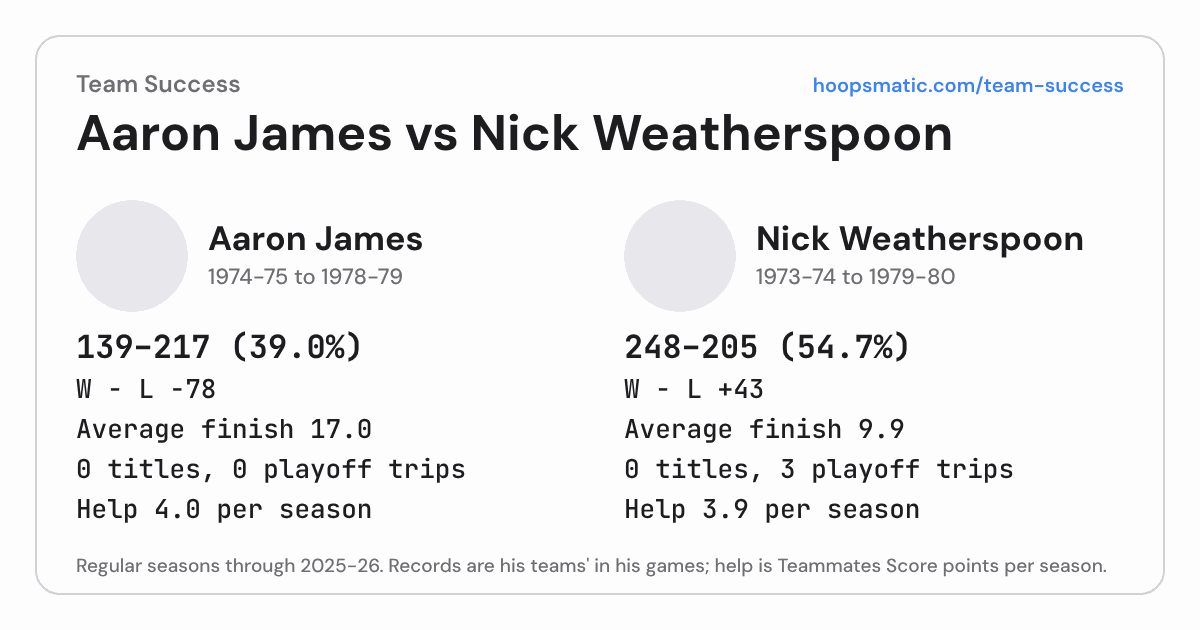 Team Success
hoopsmatic.com/team-success
Aaron James vs Nick Weatherspoon
Aaron James
1974–75 to 1978–79
139–217 (39.0%)
W - L -78
Average finish 17.0
0 titles, 0 playoff trips
Help 4.0 per season
Nick Weatherspoon
1973–74 to 1979–80
248–205 (54.7%)
W - L +43
Average finish 9.9
0 titles, 3 playoff trips
Help 3.9 per season
Regular seasons through 2025-26. Records are his teams' in his games; help is Teammates Score points per season.